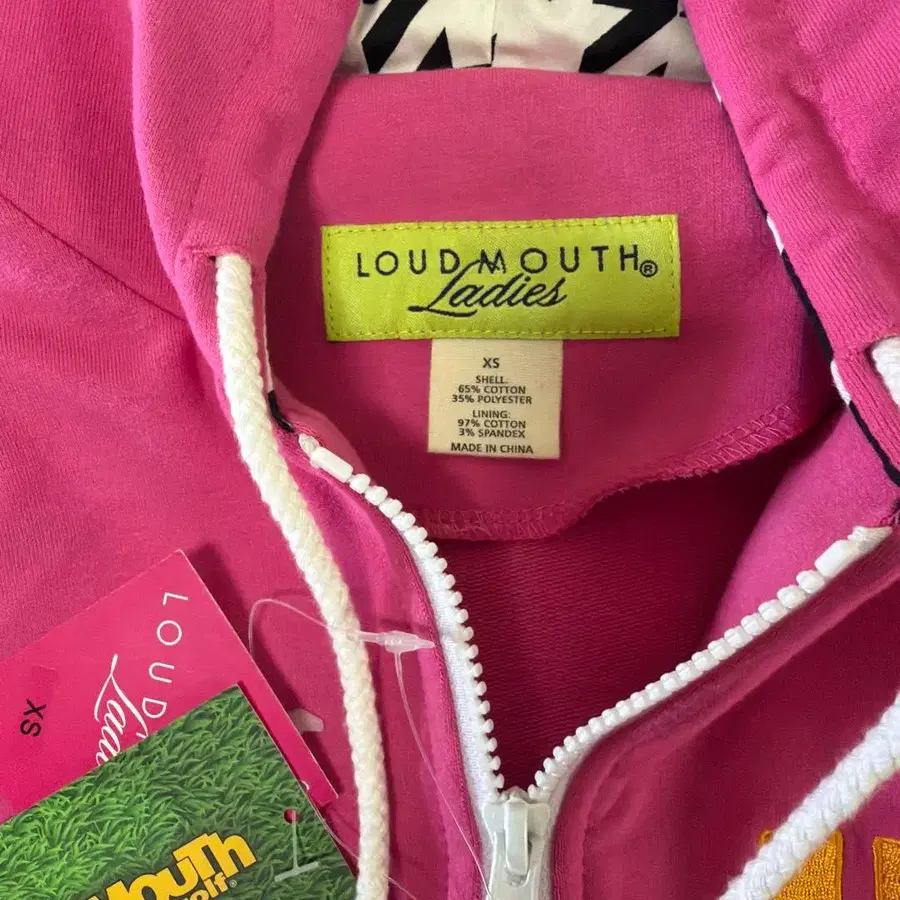 LOUDMOUTH®
Ladies
XS
SHELL:
65% COTTON
35% POLYESTER
LINING:
97% COTTON
3% SPANDEX
MADE IN CHINA
LOUD
XS
MOUTH